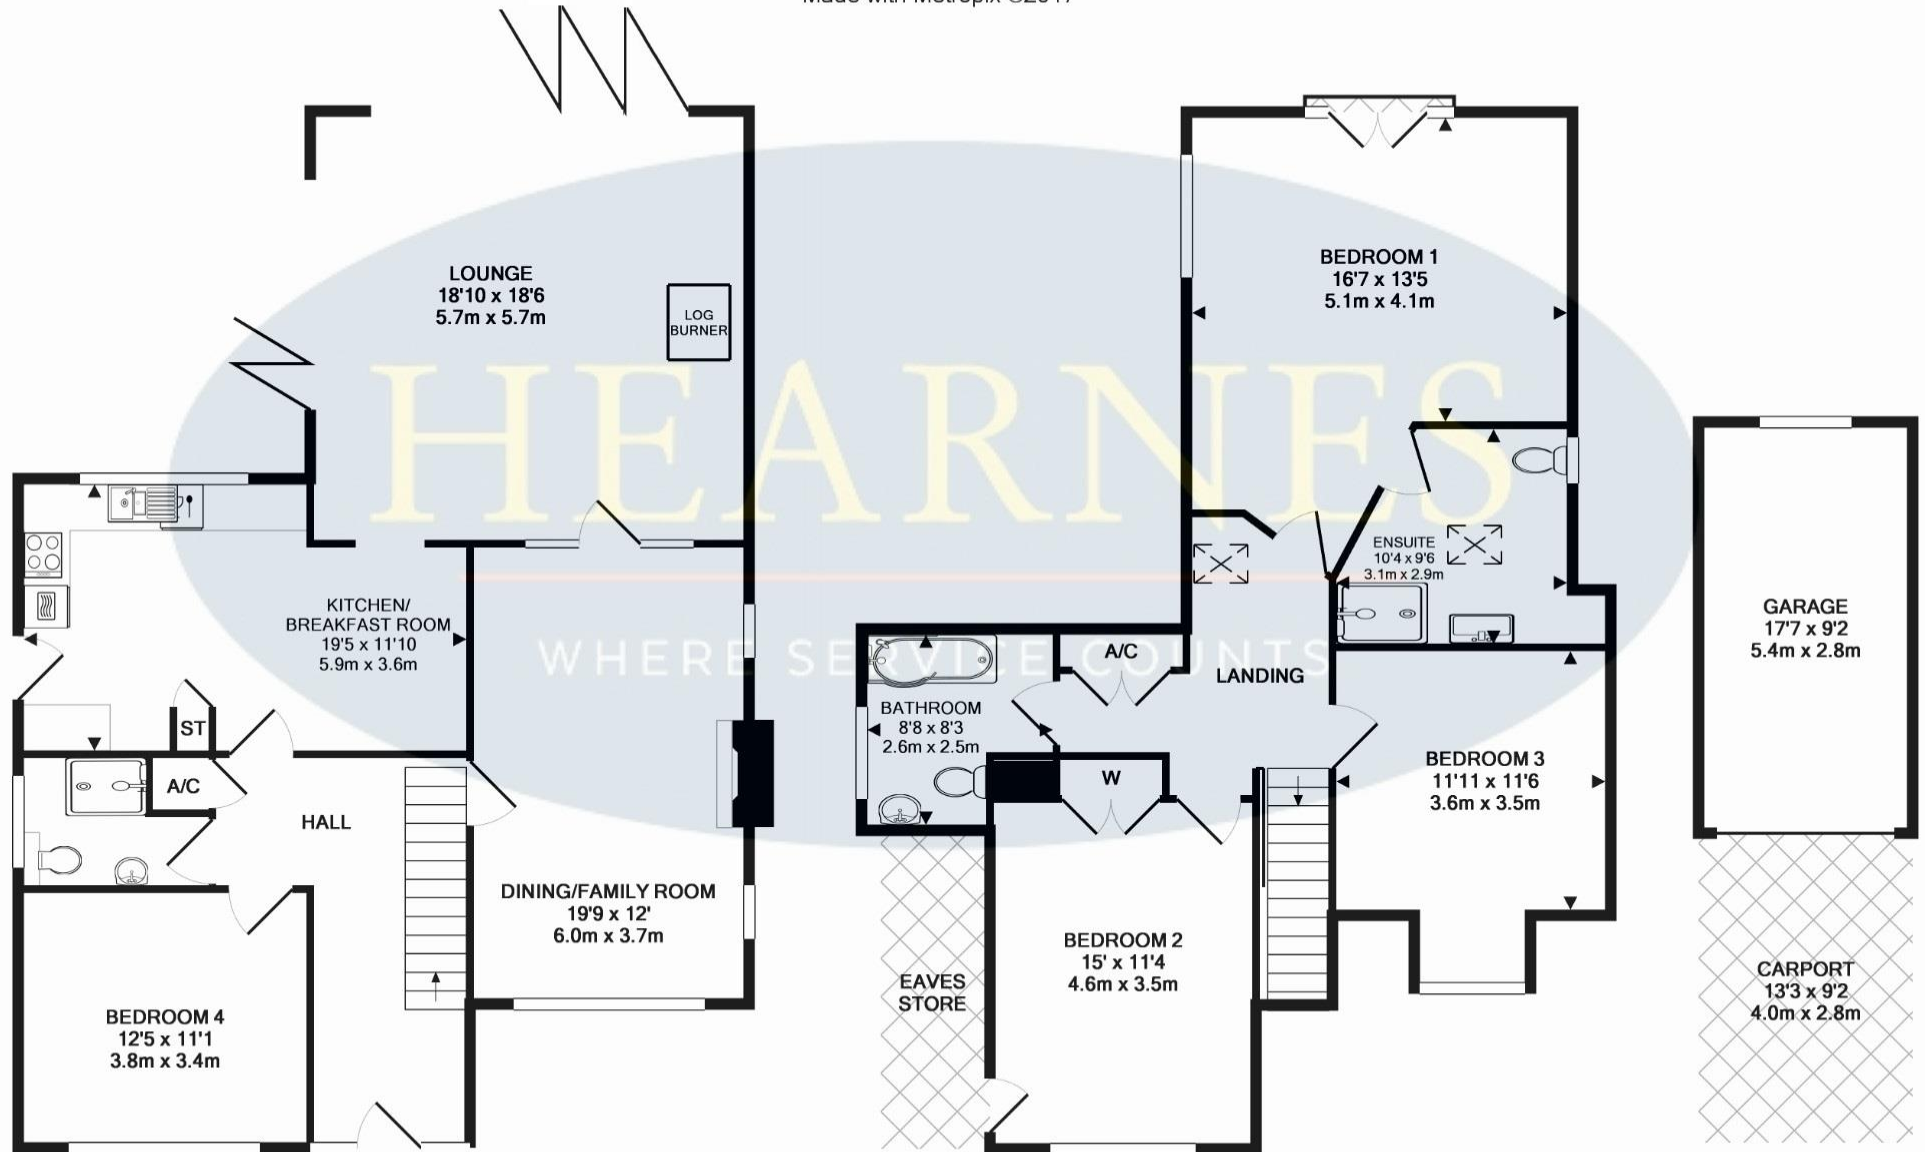 Made with Metropix ©2017
LOUNGE
18'10 x 18'6
5.7m x 5.7m
LOG
BURNER
KITCHEN/
BREAKFAST ROOM
19'5 x 11'10
5.9m x 3.6m
ST
A/C
HALL
DINING/FAMILY ROOM
19'9 x 12'
6.0m x 3.7m
BEDROOM 4
12'5 x 11'1
3.8m x 3.4m
HEARNES
WHERE SERVICE COUNTS
BEDROOM 1
16'7 x 13'5
5.1m x 4.1m
ENSUITE
10'4 x 9'6
3.1m x 2.9m
A/C
LANDING
BATHROOM
8'8 x 8'3
2.6m x 2.5m
W
BEDROOM 3
11'11 x 11'6
3.6m x 3.5m
BEDROOM 2
15' x 11'4
4.6m x 3.5m
EAVES
STORE
GARAGE
17'7 x 9'2
5.4m x 2.8m
CARPORT
13'3 x 9'2
4.0m x 2.8m